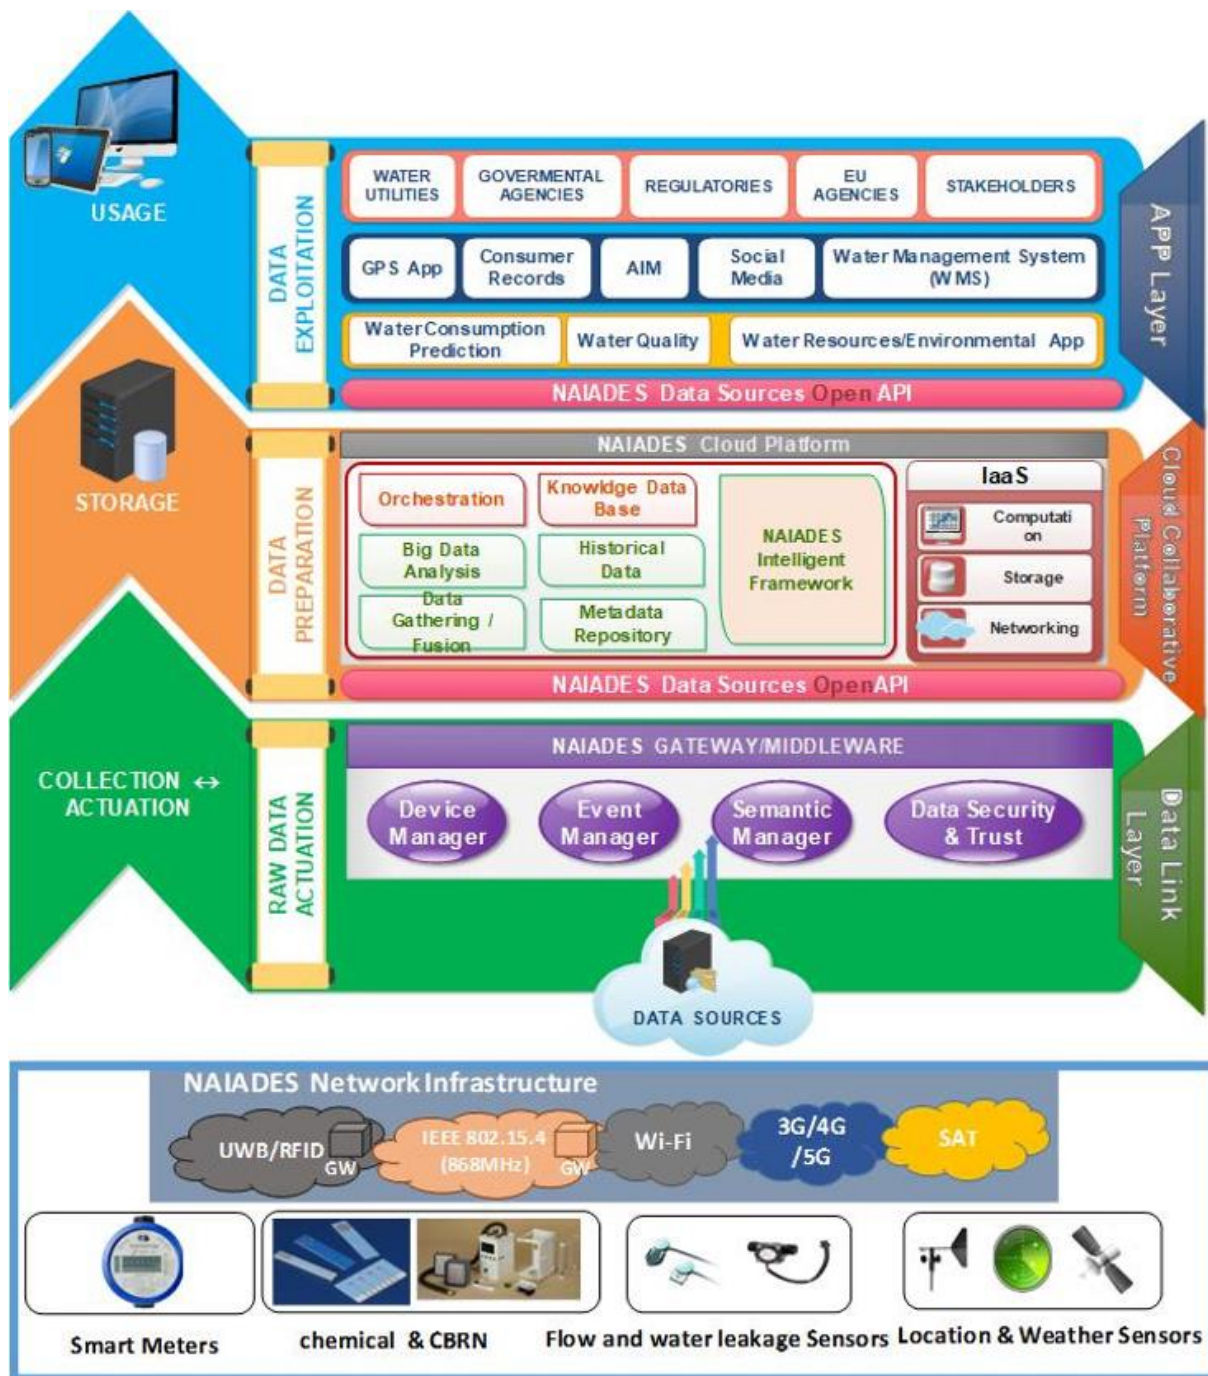 USAGE
DATA
EXPLOITATION
WATER
UTILITIES
GOVERMENTAL
AGENCIES
REGULATORIES
EU
AGENCIES
STAKEHOLDERS
GPS App
Consumer
Records
AIM
Social
Media
Water Management System
(WMS)
Water Consumption
Prediction
Water Quality
Water Resources/Environmental App
NAIADES Data Sources Open API
APP Layer
STORAGE
DATA
PREPARATION
NAIADES Cloud Platform
Orchestration
Knowldge Data
Base
Big Data
Analysis
Historical
Data
Data
Gathering /
Fusion
Metadada
Repository
NAIADES
Intelligent
Framework
IaaS
Computati
on
Storage
Networking
NAIADES Data Sources OpenAPI
Cloud Collaborative
Platform
COLLECTION ↔
ACTUATION
RAW DATA
ACTUATION
NAIADES GATEWAY/MIDDLEWARE
Device
Manager
Event
Manager
Semantic
Manager
Data Security
& Trust
DATA SOURCES
Data Link
Layer
NAIADES Network Infrastructure
UWB/RFID
GW
IEEE 802.15.4
(868MHz)
GW
Wi-Fi
3G/4G
/5G
SAT
Smart Meters
chemical & CBRN
Flow and water leakage Sensors
Location & Weather Sensors